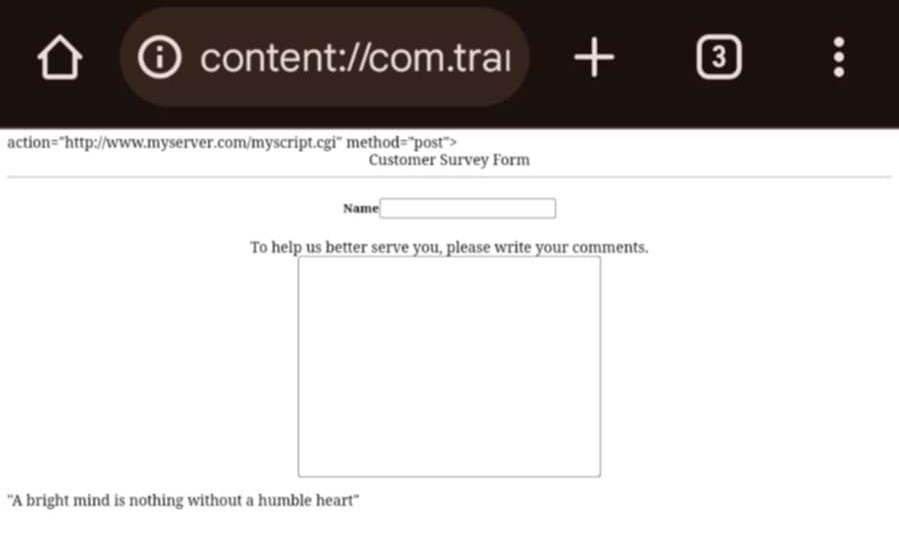 content://com.trai
3
action="http://www.myserver.com/myscript.cgi" method="post">
Customer Survey Form
Name
To help us better serve you, please write your comments.
"A bright mind is nothing without a humble heart"